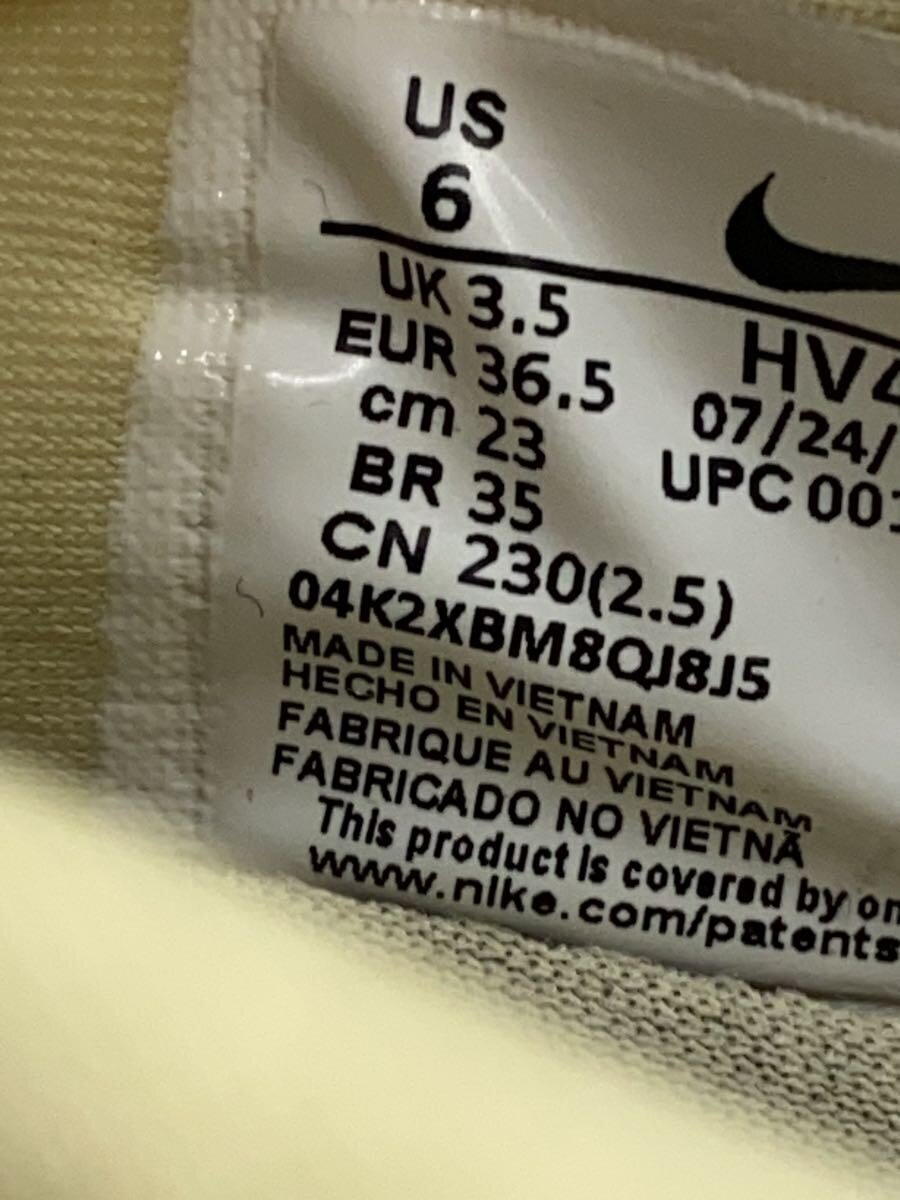 US
6
UK 3.5
EUR 36.5
cm 23
BR 35
CN 230(2.5)
HV4
07/24/
UPC 001
04K2XBM8QJ8J5
MADE IN VIETNAM
HECHO EN VIETNAM
FABRIQUE AU VIETNAM
FABRICADO NO VIETNÃ
This product is covered by on
www.nike.com/patents